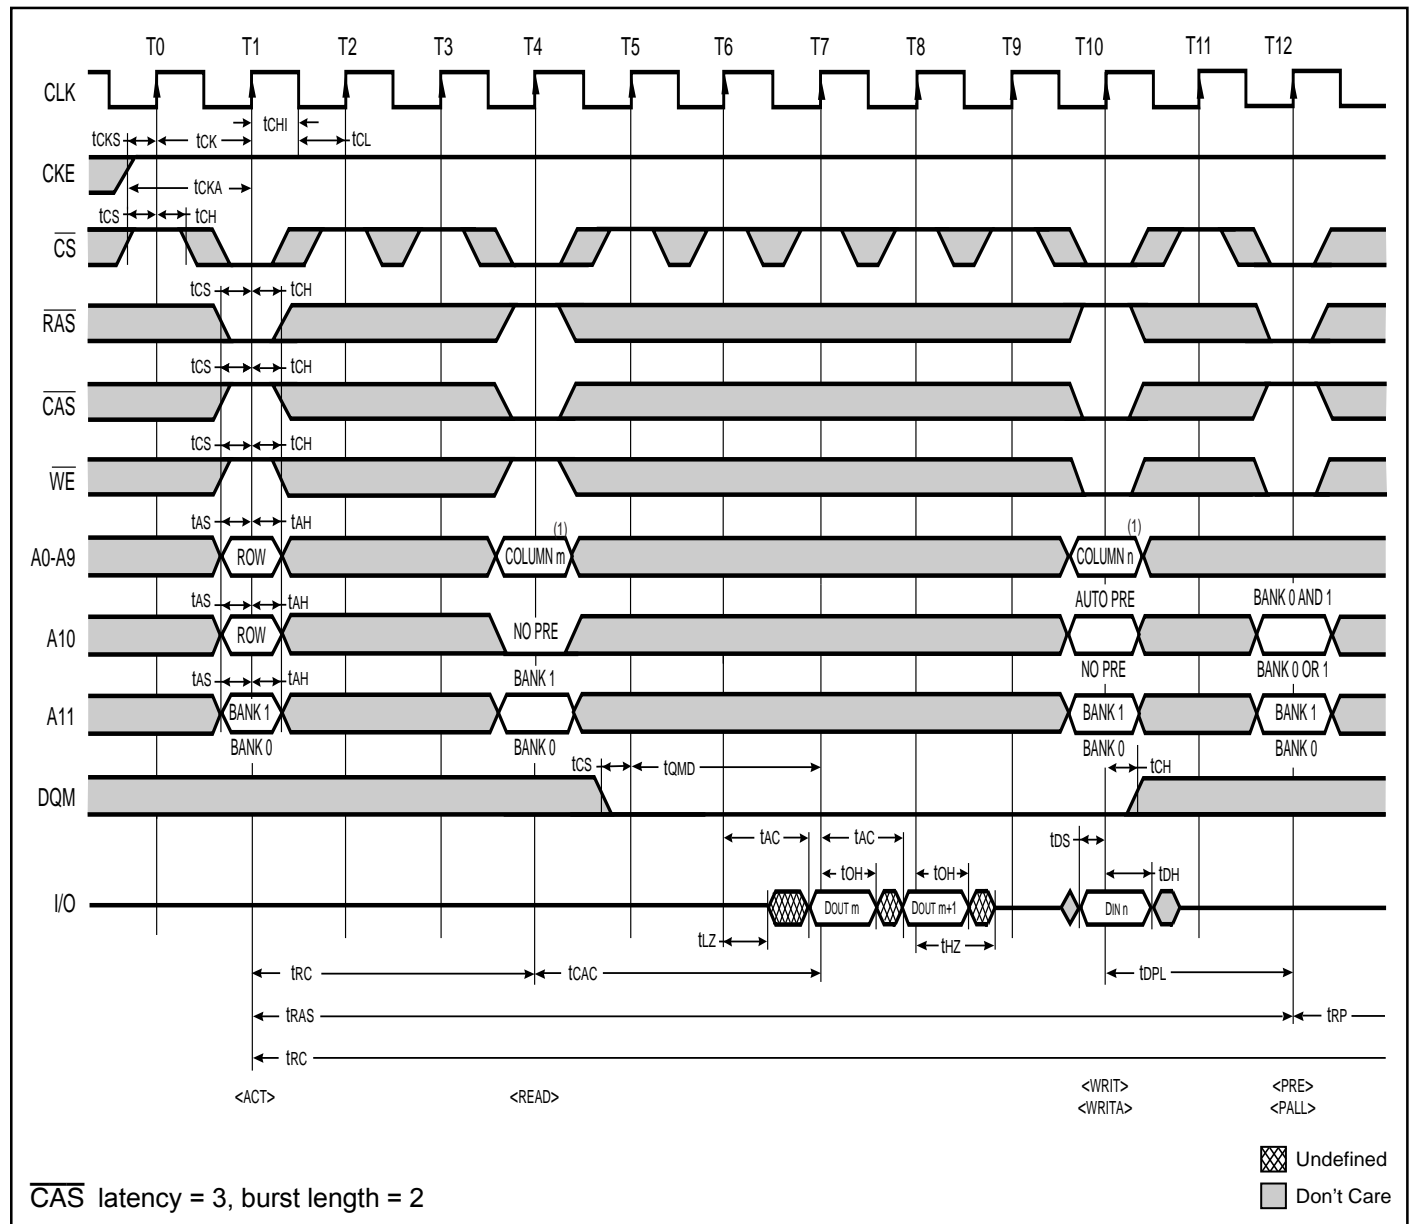 T0 T1 T2 T3 T4 T5 T6 T7 T8 T9 T10 T11 T12
CLK
tCHI
tCKS tCK tCL
CKE
tCKA
tCS tCH
CS
tCS tCH
RAS
tCS tCH
CAS
tCS tCH
WE
tAS tAH (1) (1)
A0-A9 ROW COLUMN m COLUMN n
tAS tAH AUTO PRE BANK 0 AND 1
A10 ROW NO PRE
tAS tAH BANK 1 NO PRE BANK 0 OR 1
A11 BANK 1 BANK 1 BANK 1
BANK 0 BANK 0 BANK 0 BANK 0
tCS tQMD tCH
DQM
tAC tAC tDS
tOH tOH tDH
I/O DOUT m DOUT m+1 DIN n
tLZ tHZ
tRC tCAC tDPL
tRAS tRP
tRC
<ACT> <READ> <WRIT> <PRE>
<WRITA> <PALL>
Undefined
CAS latency = 3, burst length = 2 Don't Care